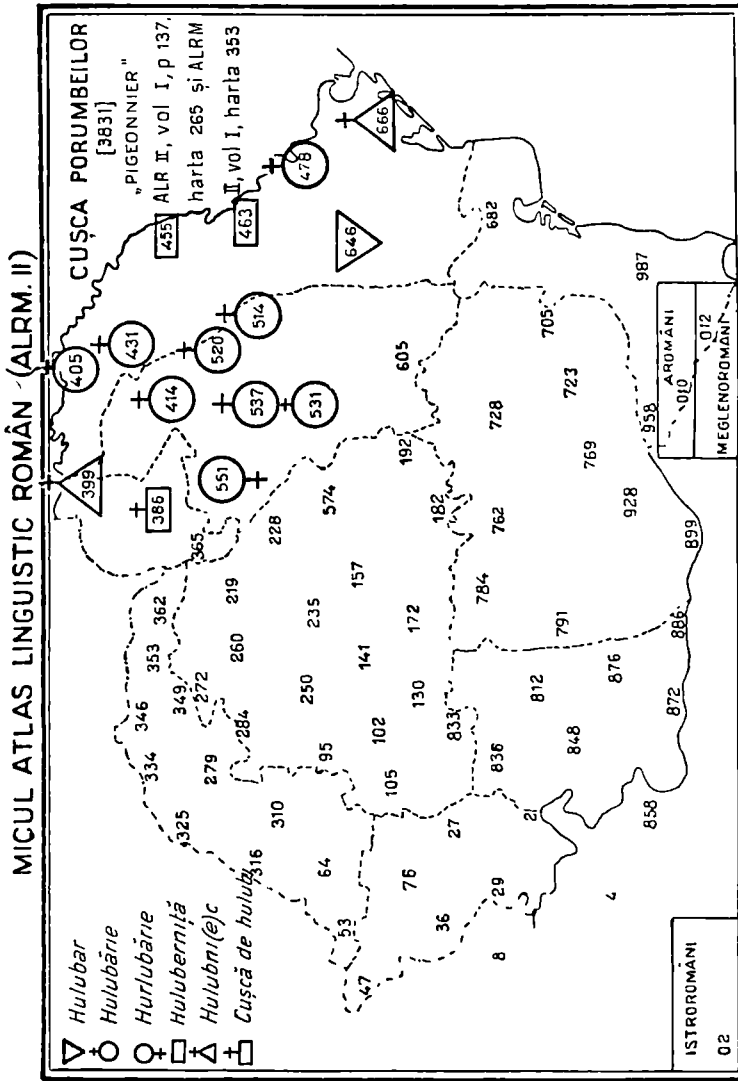 MICUL ATLAS LINGUISTIC ROMÂN (ALRM. II)
Hulubar
Hulubărie
Hurlubărie
Huluberniță
Hulubni(e)c
Cușcă de hulubi
CUȘCA PORUMBEILOR
[3831]
"PIGEONNIER"
ALR II, vol I, p 137,
harta 265 și ALRM
II, vol I, harta 353
399 405
431
334 346 353 362 386 414 455
325 349 365
279 272 219 551 520
284 260 537 514 463
316 310 228
95 250 235 574 531 478
64
53 141 157 646
47 102 666
105 130 172 192 605
76
36 27 833 182
8 29 836 784 762 728 682
21 812 705
4 848 791 769 723
858 876 928 987
872 886 899 958
ISTROROMÂNI
02
AROMÂNI
010
012
MEGLENOROMÂNI